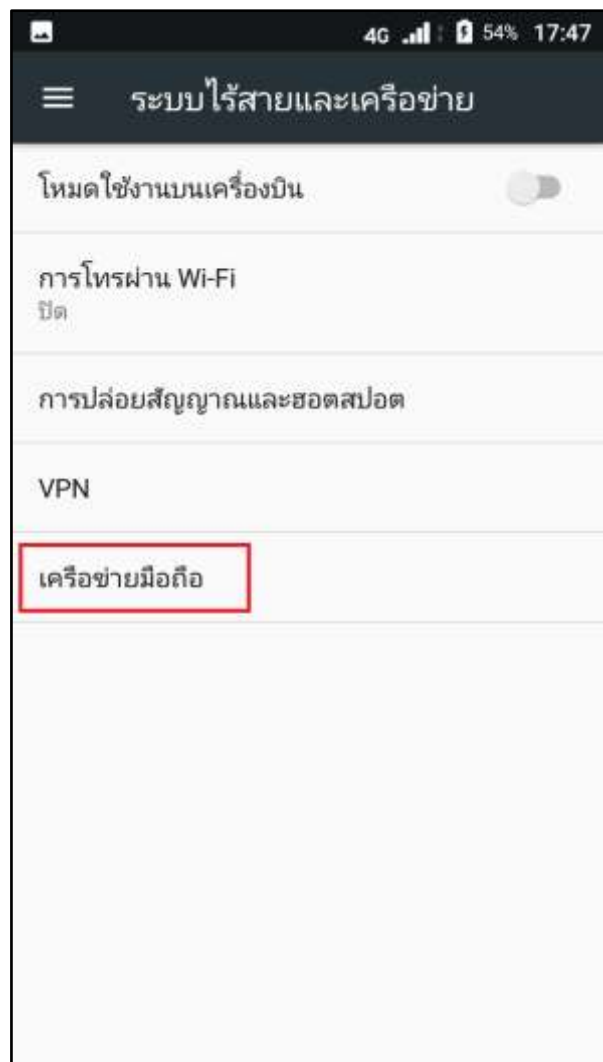 4G 54% 17:47
ระบบไร้สายและเครือข่าย
โหมดใช้งานบนเครื่องบิน
การโทรผ่าน Wi-Fi
ปิด
การปล่อยสัญญาณและฮอตสปอต
VPN
เครือข่ายมือถือ